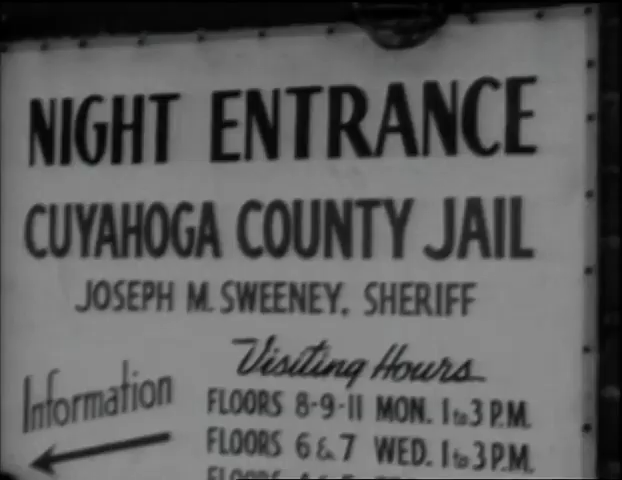 NIGHT ENTRANCE
CUYAHOGA COUNTY JAIL
JOSEPH M. SWEENEY, SHERIFF
Visiting Hours
Information
FLOORS 8-9-11 MON. 1 to 3 P.M.
FLOORS 6 & 7 WED. 1 to 3 P.M.
FLOORS